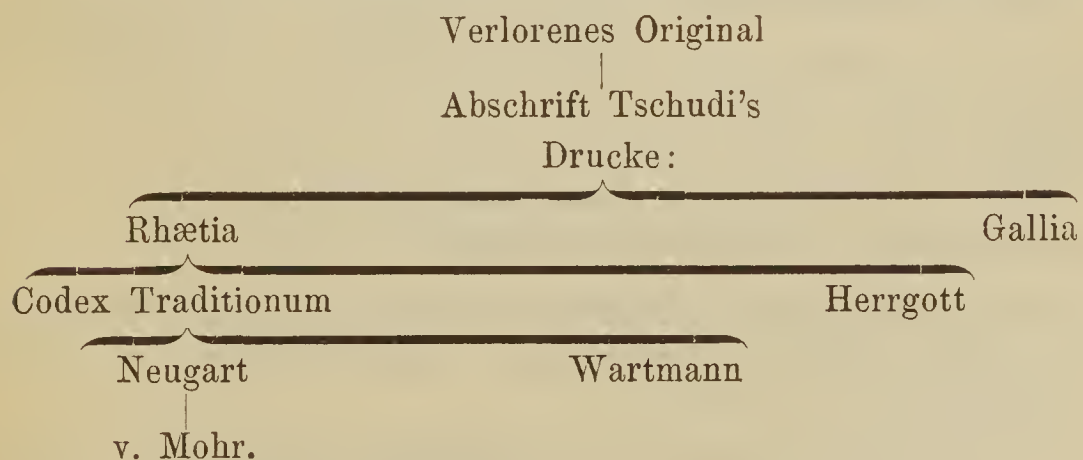 Verlorenes Original
Abschrift Tschudi's
Drucke:
Rhætia Gallia
Codex Traditionum Herrgott
Neugart Wartmann
v. Mohr.